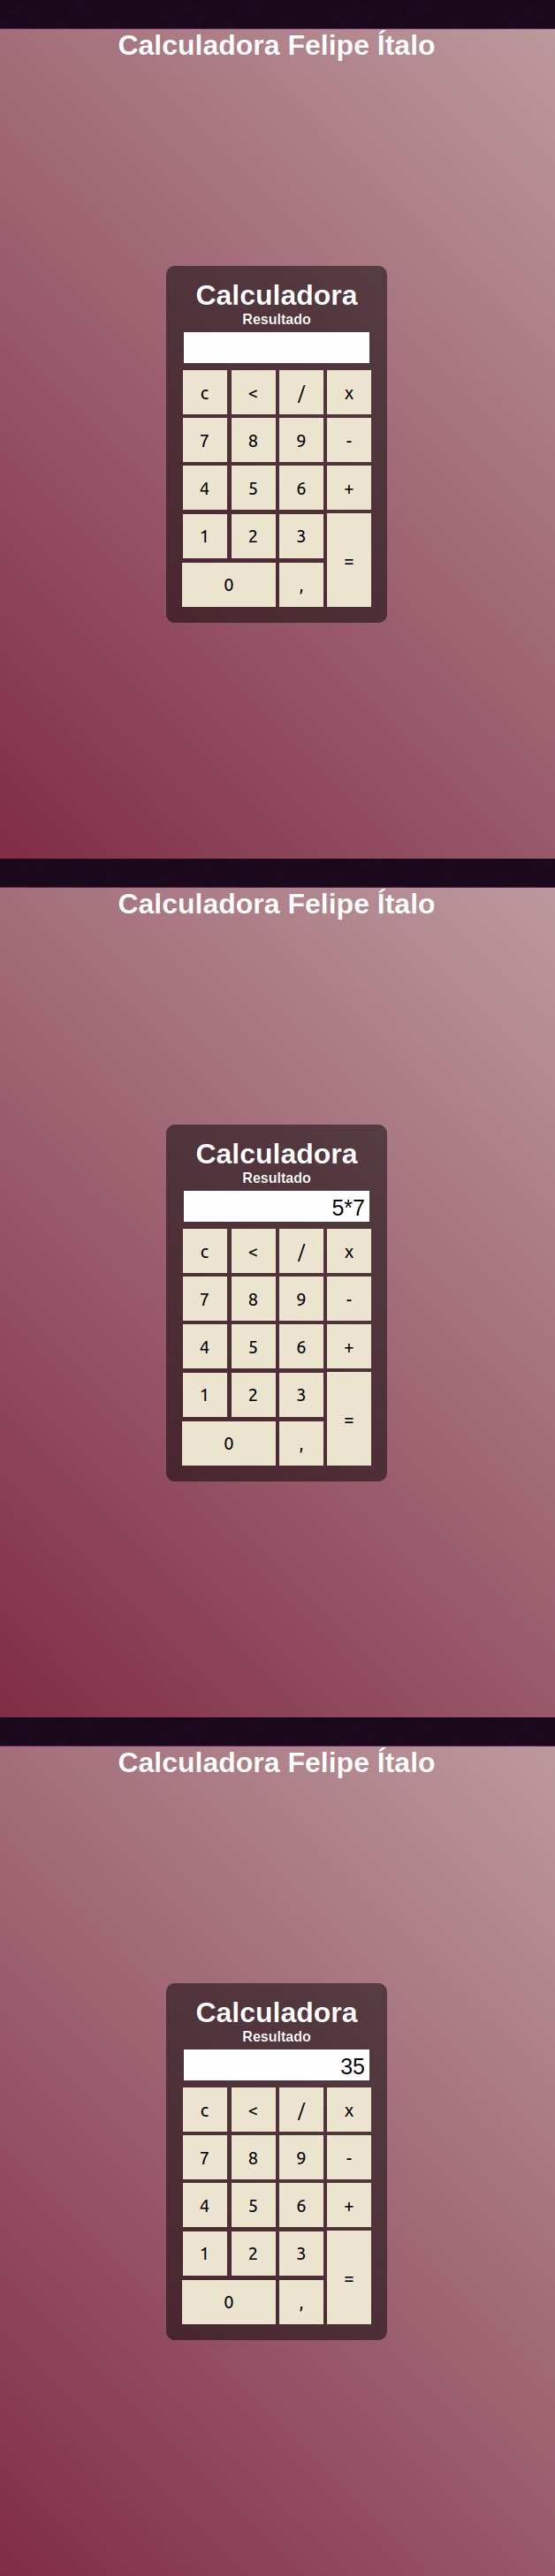 Calculadora Felipe Ítalo
Calculadora
Resultado
c < / x
7 8 9 -
4 5 6 +
1 2 3
=
0 ,
Calculadora Felipe Ítalo
Calculadora
Resultado
5*7
c < / x
7 8 9 -
4 5 6 +
1 2 3
=
0 ,
Calculadora Felipe Ítalo
Calculadora
Resultado
35
c < / x
7 8 9 -
4 5 6 +
1 2 3
=
0 ,